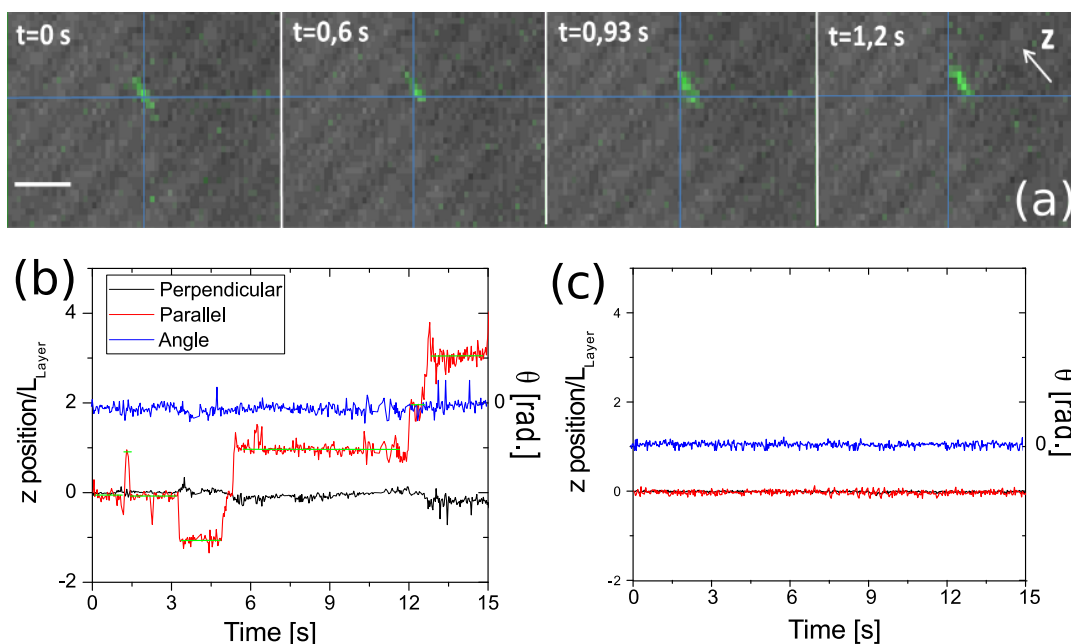 t=0 s
t=0,6 s
t=0,93 s
t=1,2 s
z
(a)
(b)
Perpendicular
Parallel
Angle
z position/L_Layer
4
2
0
-2
0
θ [rad.]
0
3
6
9
12
15
Time [s]
(c)
z position/L_Layer
4
2
0
-2
0
θ [rad.]
0
3
6
9
12
15
Time [s]